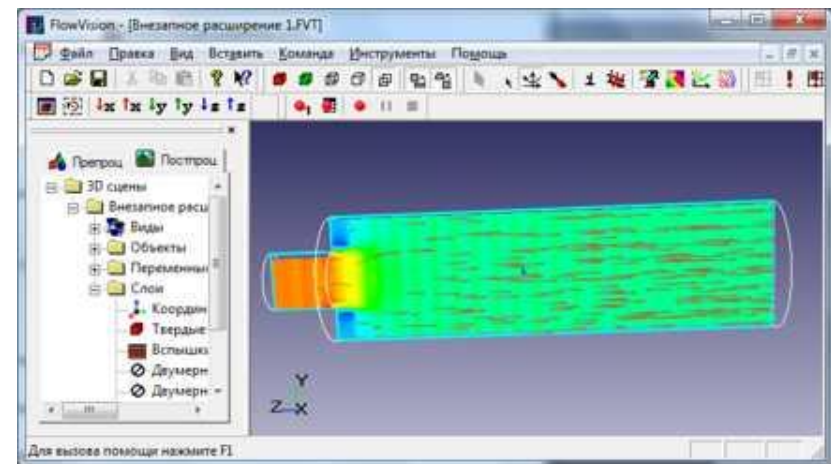 FlowVision - [Внезапное расширение 1.FVT]
Файл Правка Вид Вставить Команда Инструменты Помощь
↓x ↑x ↓y ↑y ↓z ↑z
Препроц Постпроц
3D сцены
Внезапное расш
Виды
Объекты
Переменны
Слои
Координ
Твердые
Вспышка
Двумерн
Двумерн
Y
Z X
Для вызова помощи нажмите F1